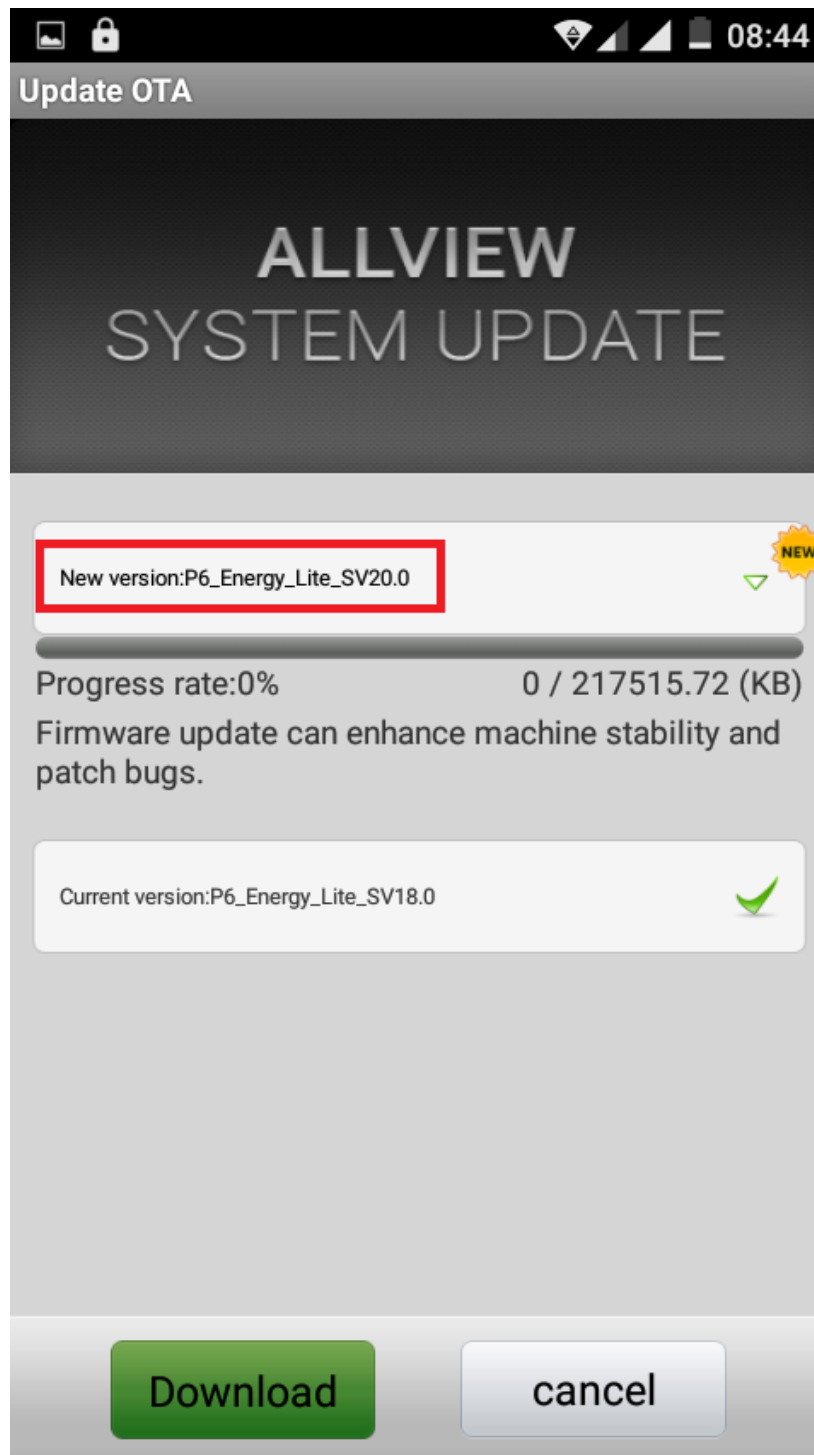 08:44
Update OTA
ALLVIEW
SYSTEM UPDATE
NEW
New version:P6_Energy_Lite_SV20.0
Progress rate:0% 0 / 217515.72 (KB)
Firmware update can enhance machine stability and
patch bugs.
Current version:P6_Energy_Lite_SV18.0
Download cancel